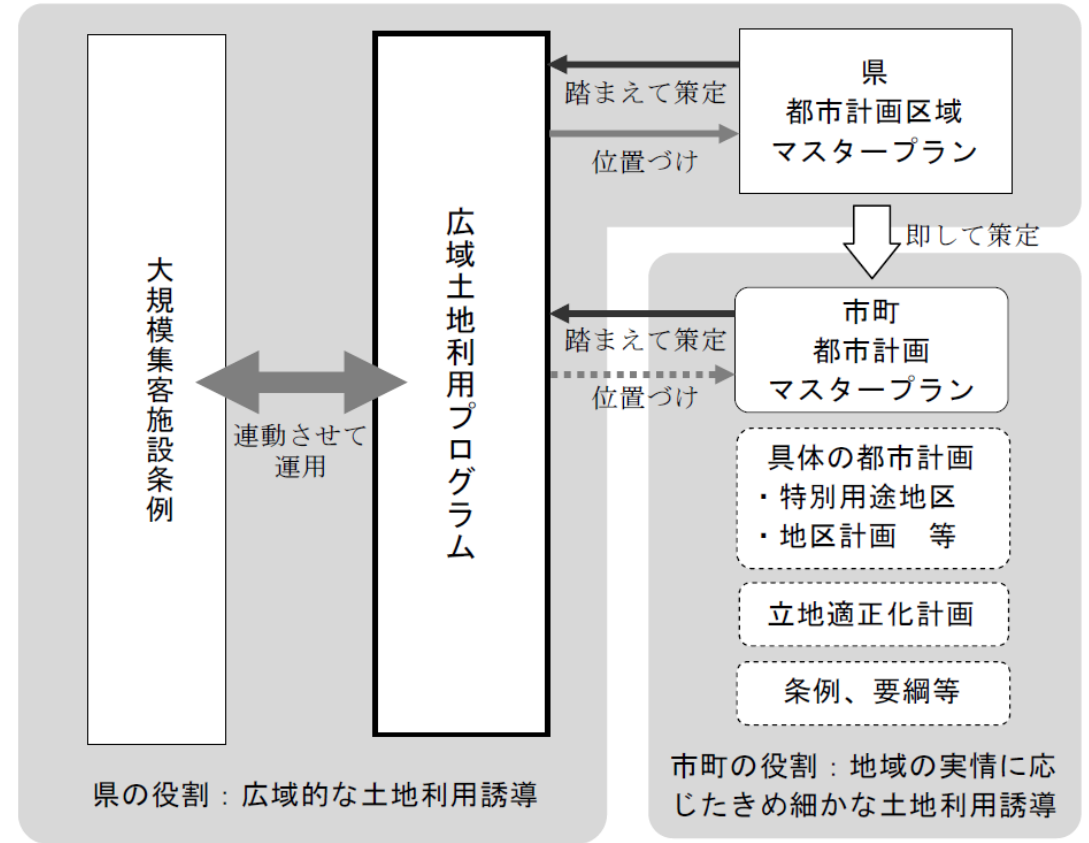 大規模集客施設条例
連動させて
運用
広域土地利用プログラム
踏まえて策定
位置づけ
県
都市計画区域
マスタープラン
即して策定
踏まえて策定
位置づけ
市町
都市計画
マスタープラン
具体の都市計画
・特別用途地区
・地区計画　等
立地適正化計画
条例、要綱等
県の役割：広域的な土地利用誘導
市町の役割：地域の実情に応
じたきめ細かな土地利用誘導